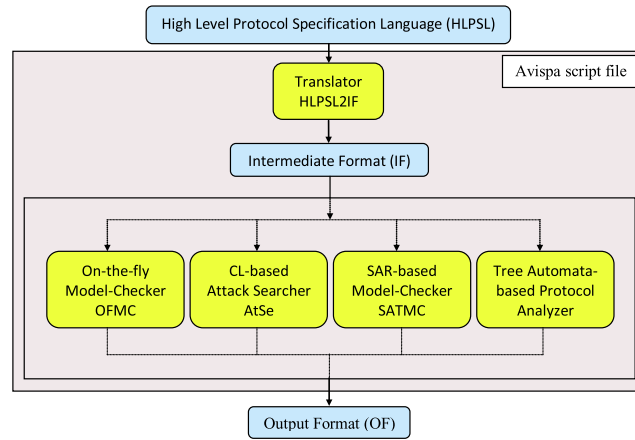 High Level Protocol Specification Language (HLPSL)
Avispa script file
Translator
HLPSL2IF
Intermediate Format (IF)
On-the-fly
Model-Checker
OFMC
CL-based
Attack Searcher
AtSe
SAR-based
Model-Checker
SATMC
Tree Automata-
based Protocol
Analyzer
Output Format (OF)